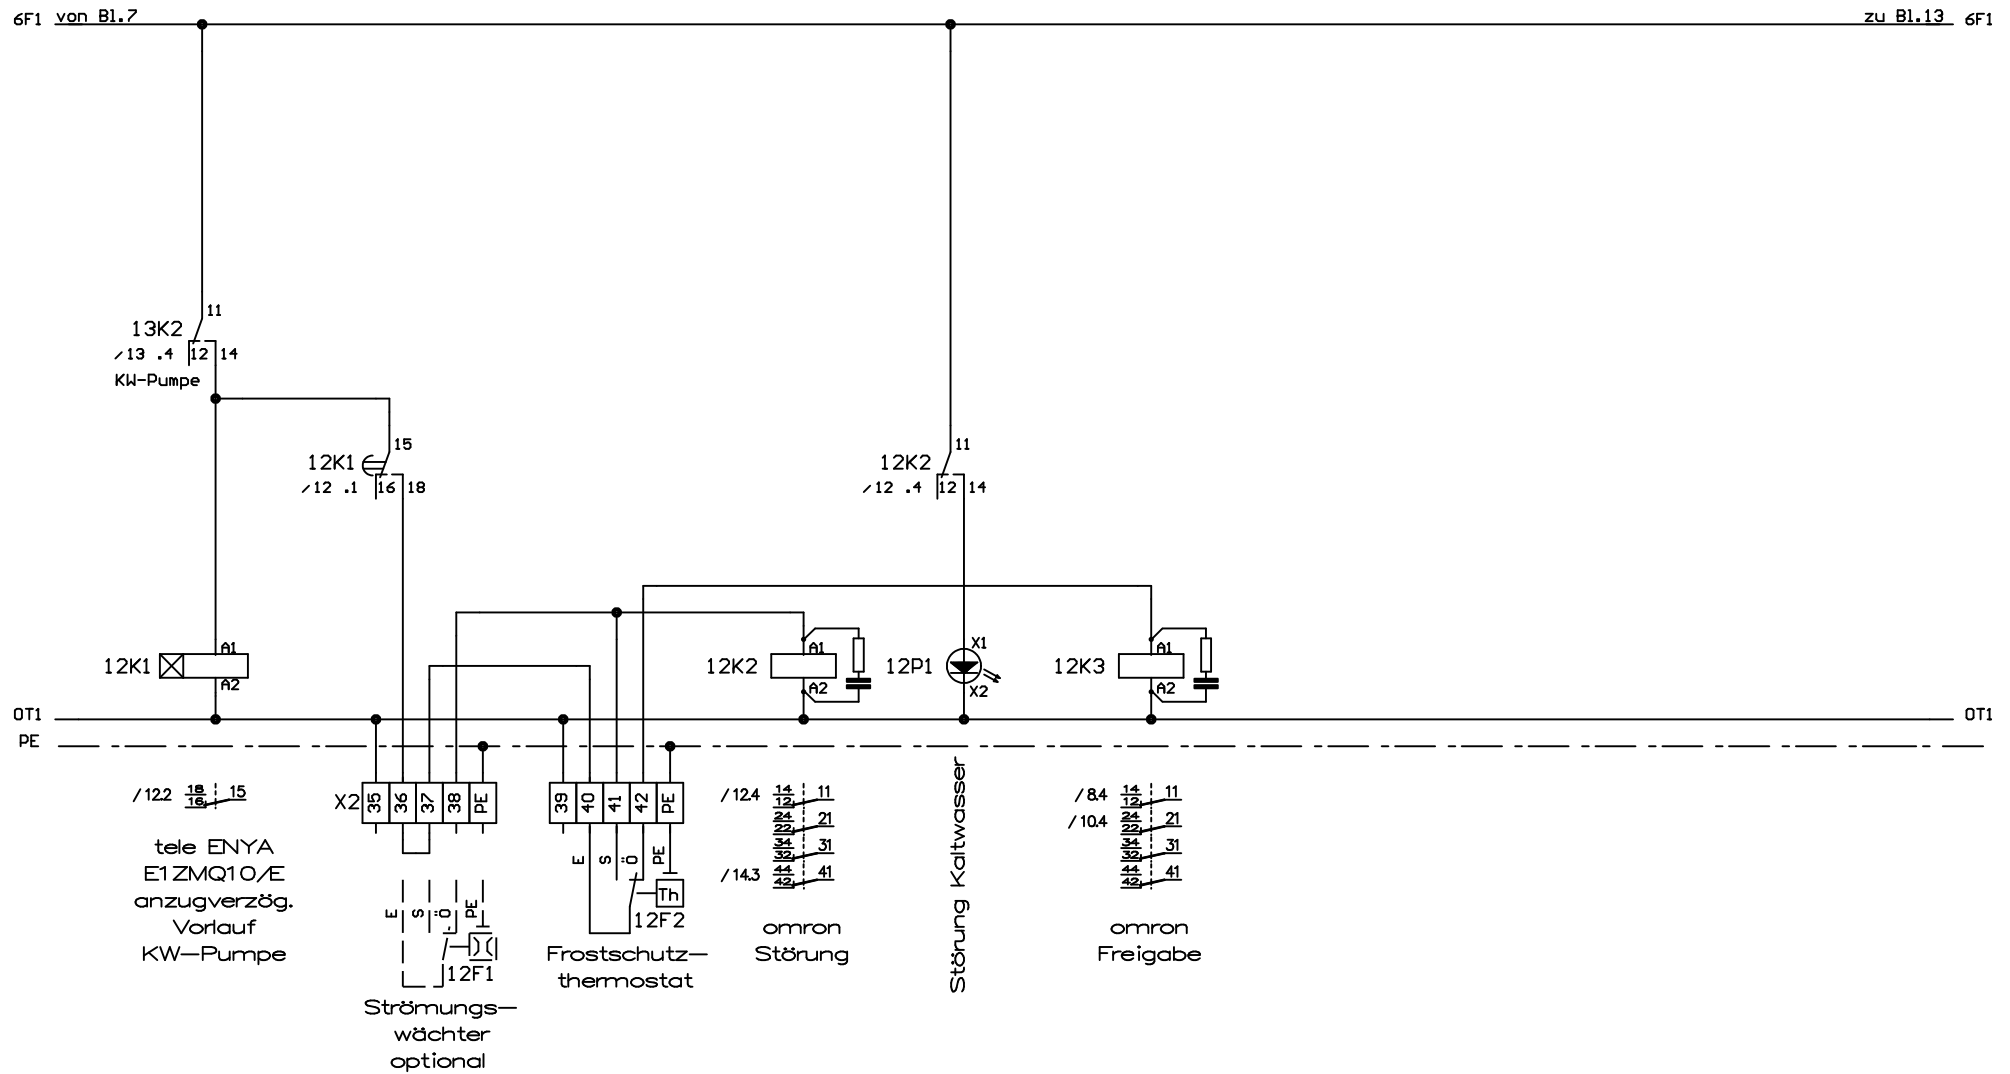 6F1 von Bl.7
zu Bl.13 6F1
11
13K2
/13 .4 12 14
KW-Pumpe
15
12K1
/12 .1 16 18
11
12K2
/12 .4 12 14
A1
12K1
A2
A1
12K2
A2
X1
12P1
X2
A1
12K3
A2
0T1
0T1
PE
/12.2 18 15
16
X2 35 36 37 38 PE
39 40 41 42 PE
/12.4 14 11
12
24 21
22
34 31
32
/14.3 44 41
42
/8.4 14 11
12
/10.4 24 21
22
34 31
32
44 41
42
tele ENYA
E1ZMQ10/E
anzugverzög.
Vorlauf
KW-Pumpe
E S Ö PE
12F1
Strömungs-
wächter
optional
E S Ö PE
Th
12F2
Frostschutz-
thermostat
omron
Störung
Störung Kaltwasser
omron
Freigabe